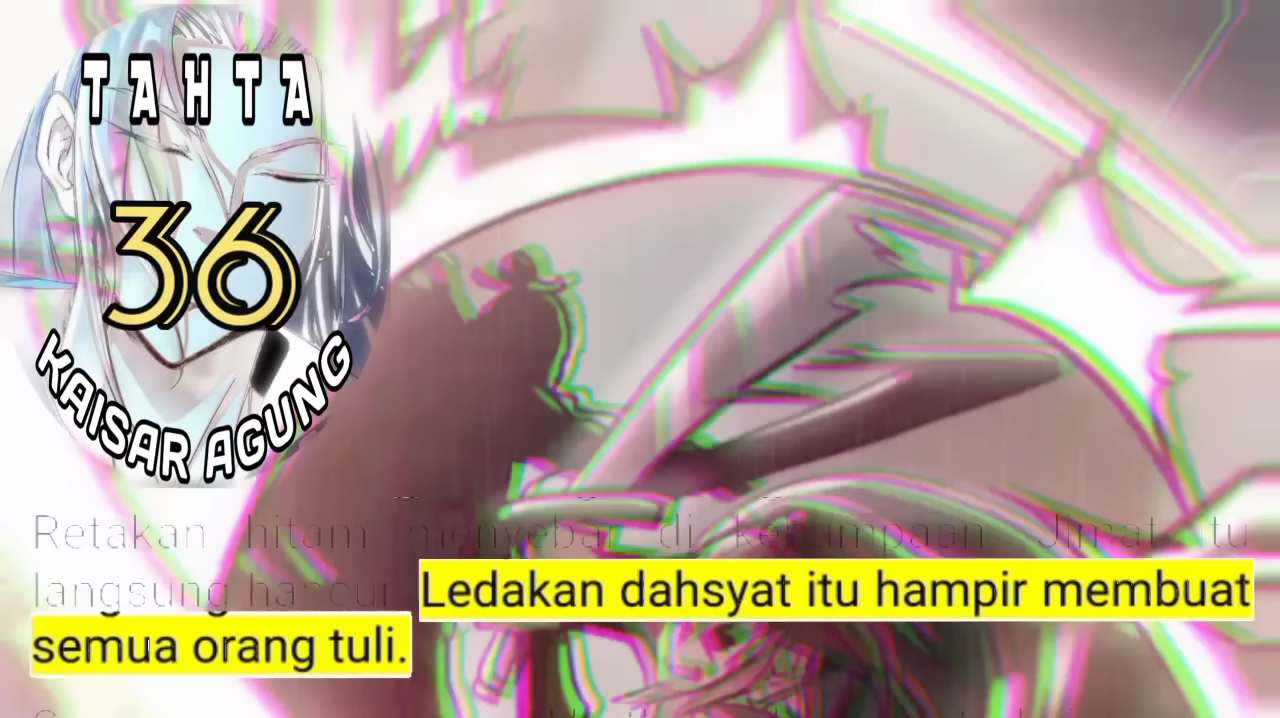 TAHTA
36
KAISAR AGUNG
Retakan hitam menyebar di kehampaan. Jimat itu
langsung hancur. Ledakan dahsyat itu hampir membuat
semua orang tuli.